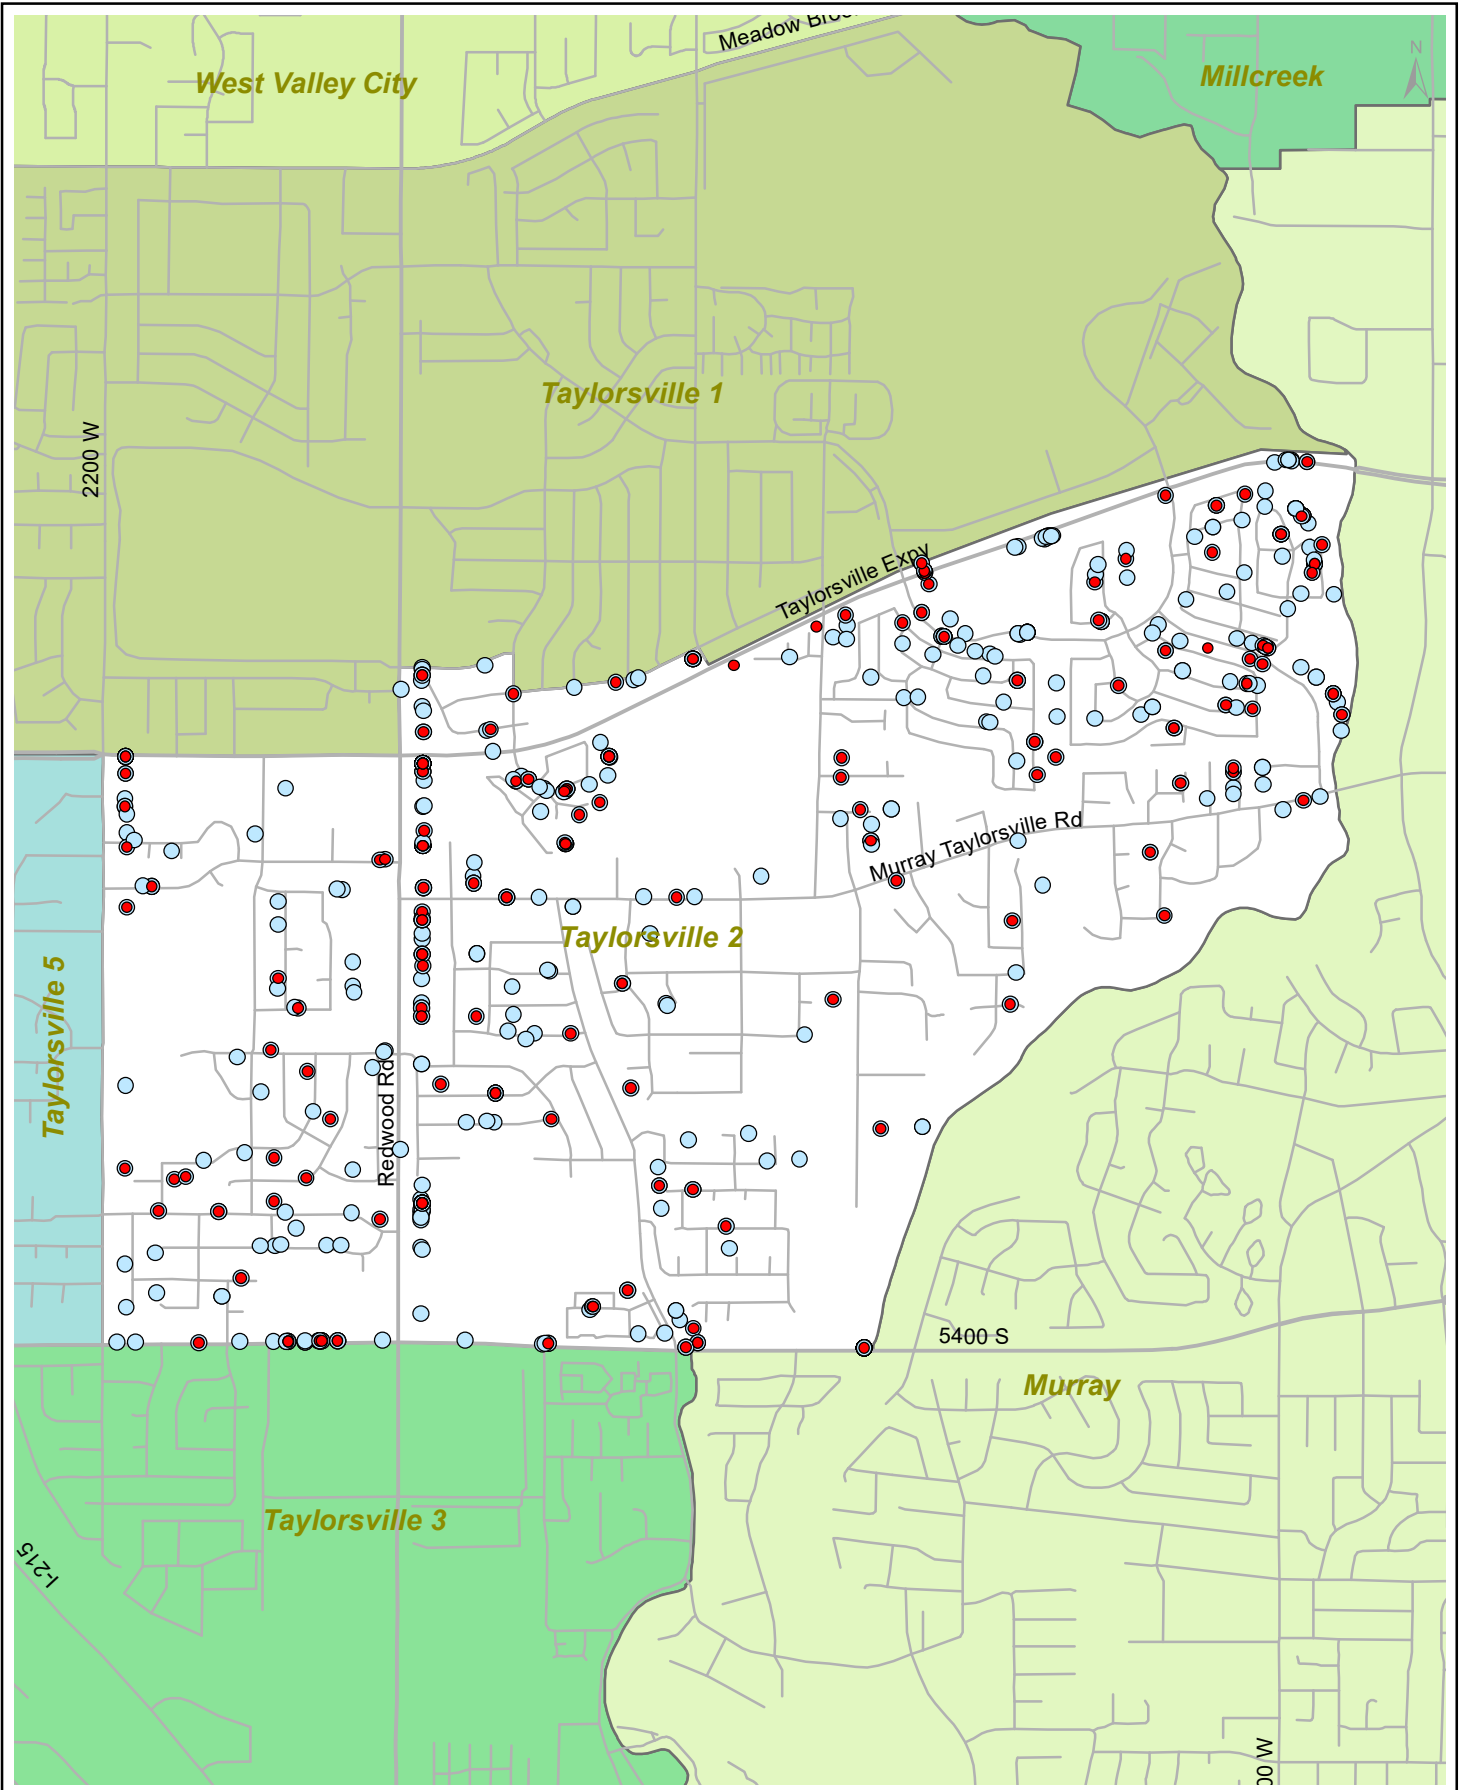 Meadow
West Valley City
Millcreek
N
Taylorsville 1
2200 W
Taylorsville Expy
Murray Taylorsville Rd
Taylorsville 2
Taylorsville 5
Redwood Rd
5400 S
Murray
Taylorsville 3
I-215
W